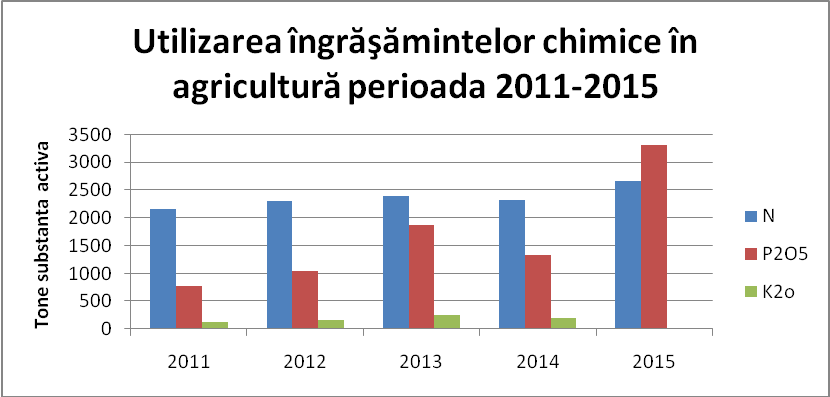 Utilizarea îngrăşămintelor chimice în
agricultură perioada 2011-2015
Tone substanta activa
3500
3000
2500
2000
1500
1000
500
0
2011 2012 2013 2014 2015
N
P2O5
K2o